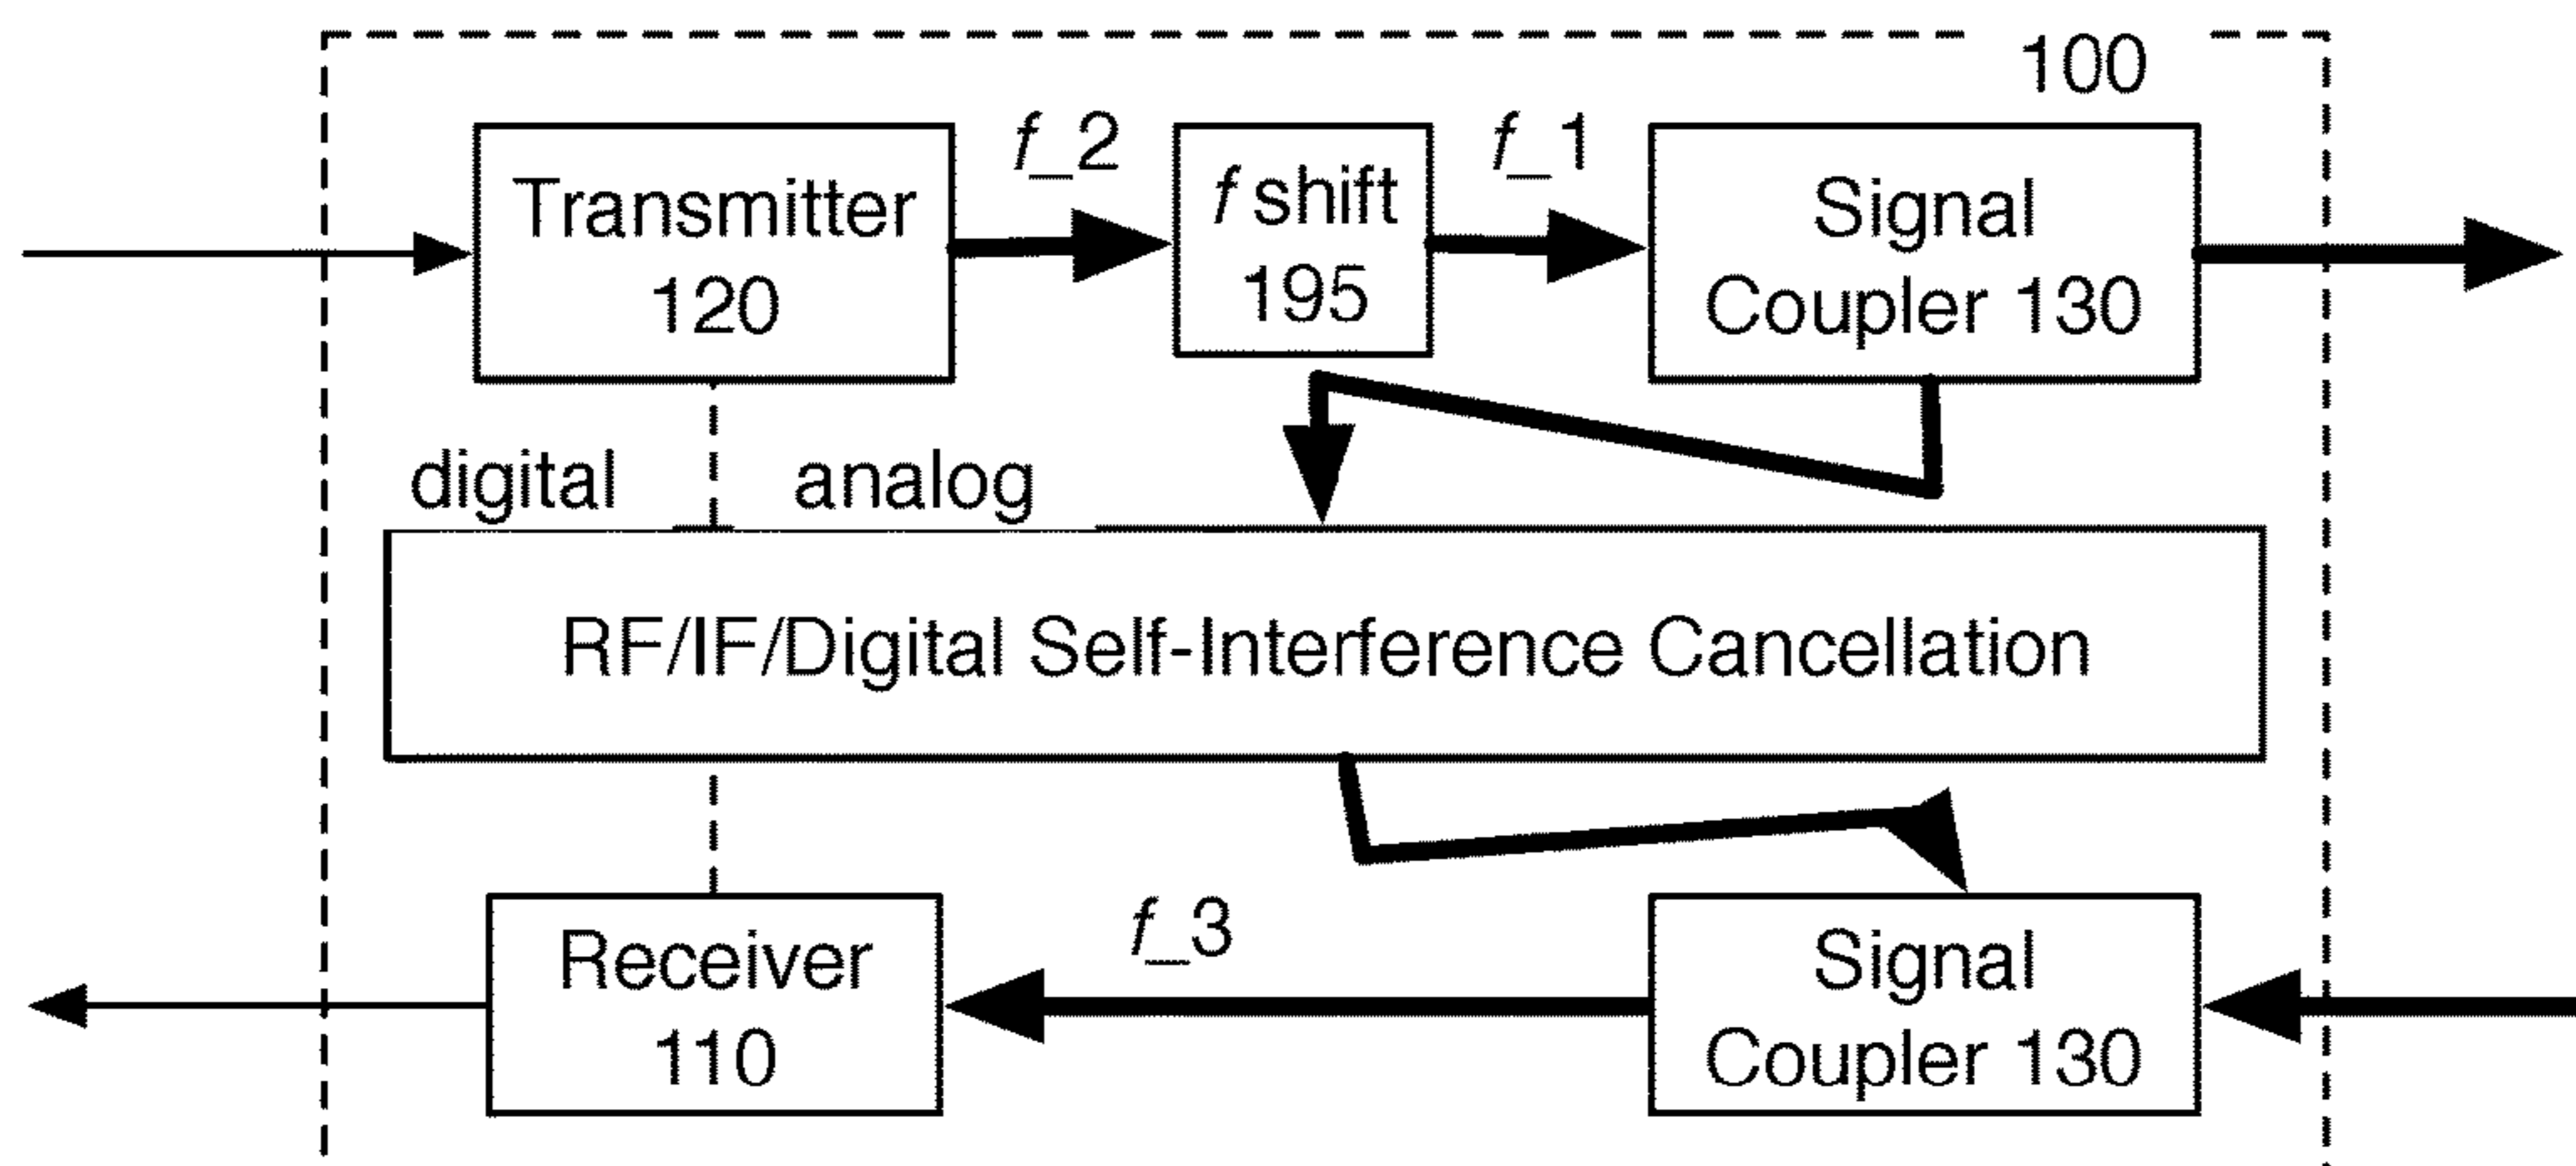 100
Transmitter
120
f_2
f shift
195
f_1
Signal
Coupler 130
digital
analog
RF/IF/Digital Self-Interference Cancellation
Receiver
110
f_3
Signal
Coupler 130